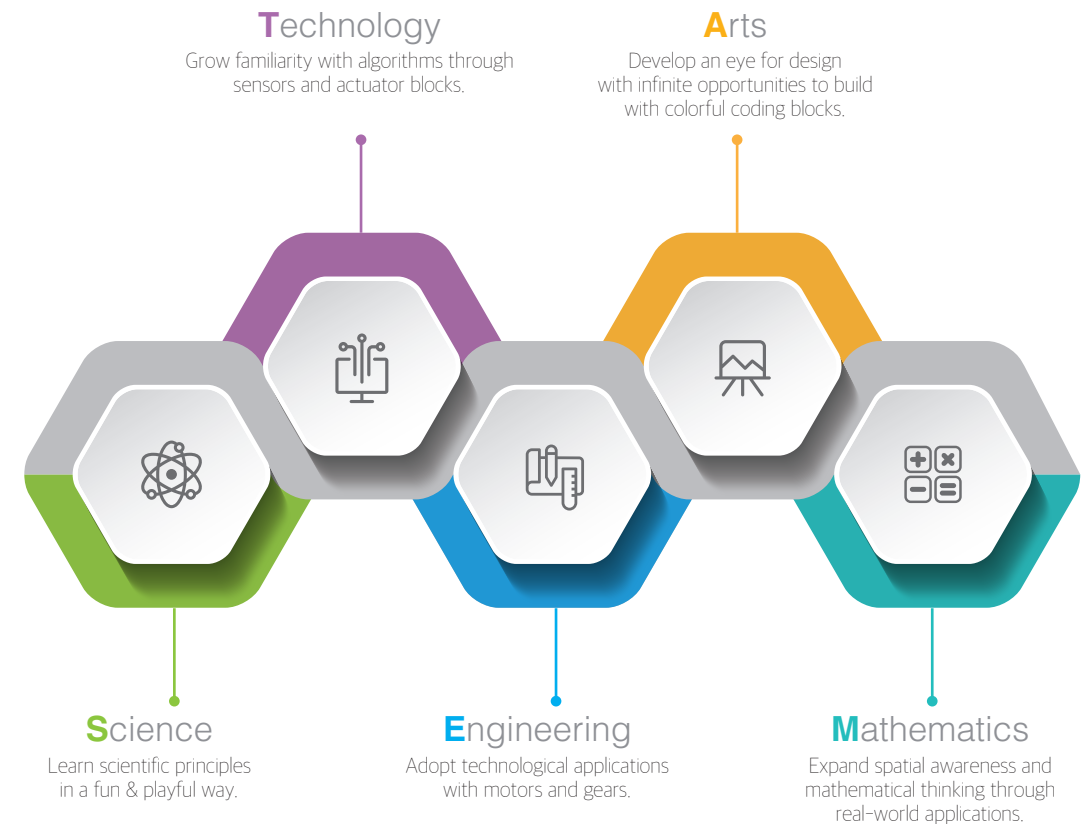 Technology
Grow familiarity with algorithms through
sensors and actuator blocks.
Arts
Develop an eye for design
with infinite opportunities to build
with colorful coding blocks.
Science
Learn scientific principles
in a fun & playful way.
Engineering
Adopt technological applications
with motors and gears.
Mathematics
Expand spatial awareness and
mathematical thinking through
real-world applications.